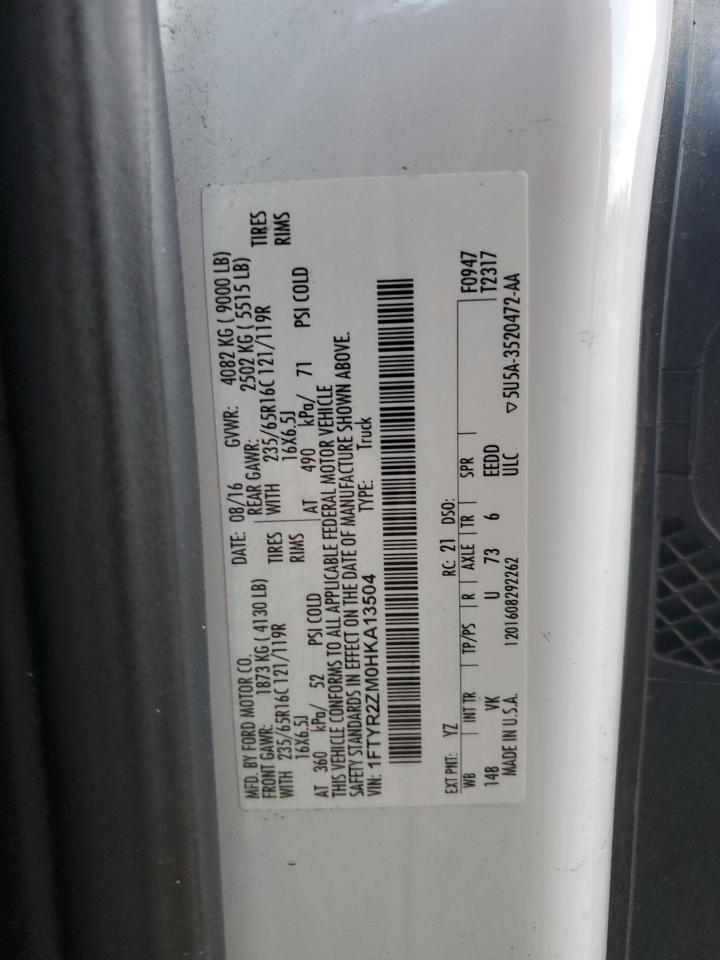 MFD. BY FORD MOTOR CO. DATE: 08/16 GVWR: 4082 KG ( 9000 LB)
FRONT GAWR: 1873 KG ( 4130 LB) REAR GAWR: 2502 KG ( 5515 LB)
WITH 235/65R16C 121/119R TIRES WITH 235/65R16C 121/119R TIRES
16X6.5J RIMS 16X6.5J RIMS
AT 360 kPa/ 52 PSI COLD AT 490 kPa/ 71 PSI COLD
THIS VEHICLE CONFORMS TO ALL APPLICABLE FEDERAL MOTOR VEHICLE
SAFETY STANDARDS IN EFFECT ON THE DATE OF MANUFACTURE SHOWN ABOVE.
VIN: 1FTYR2ZM0HKA13504 TYPE: Truck
EXT PNT: YZ RC: 21 DSO: F0947
WB INT TR TP/PS R AXLE TR SPR T2317
148 VK U 73 6 EEDD
MADE IN U.S.A. 1201608292262 ULC ▽5U5A-3520472-AA